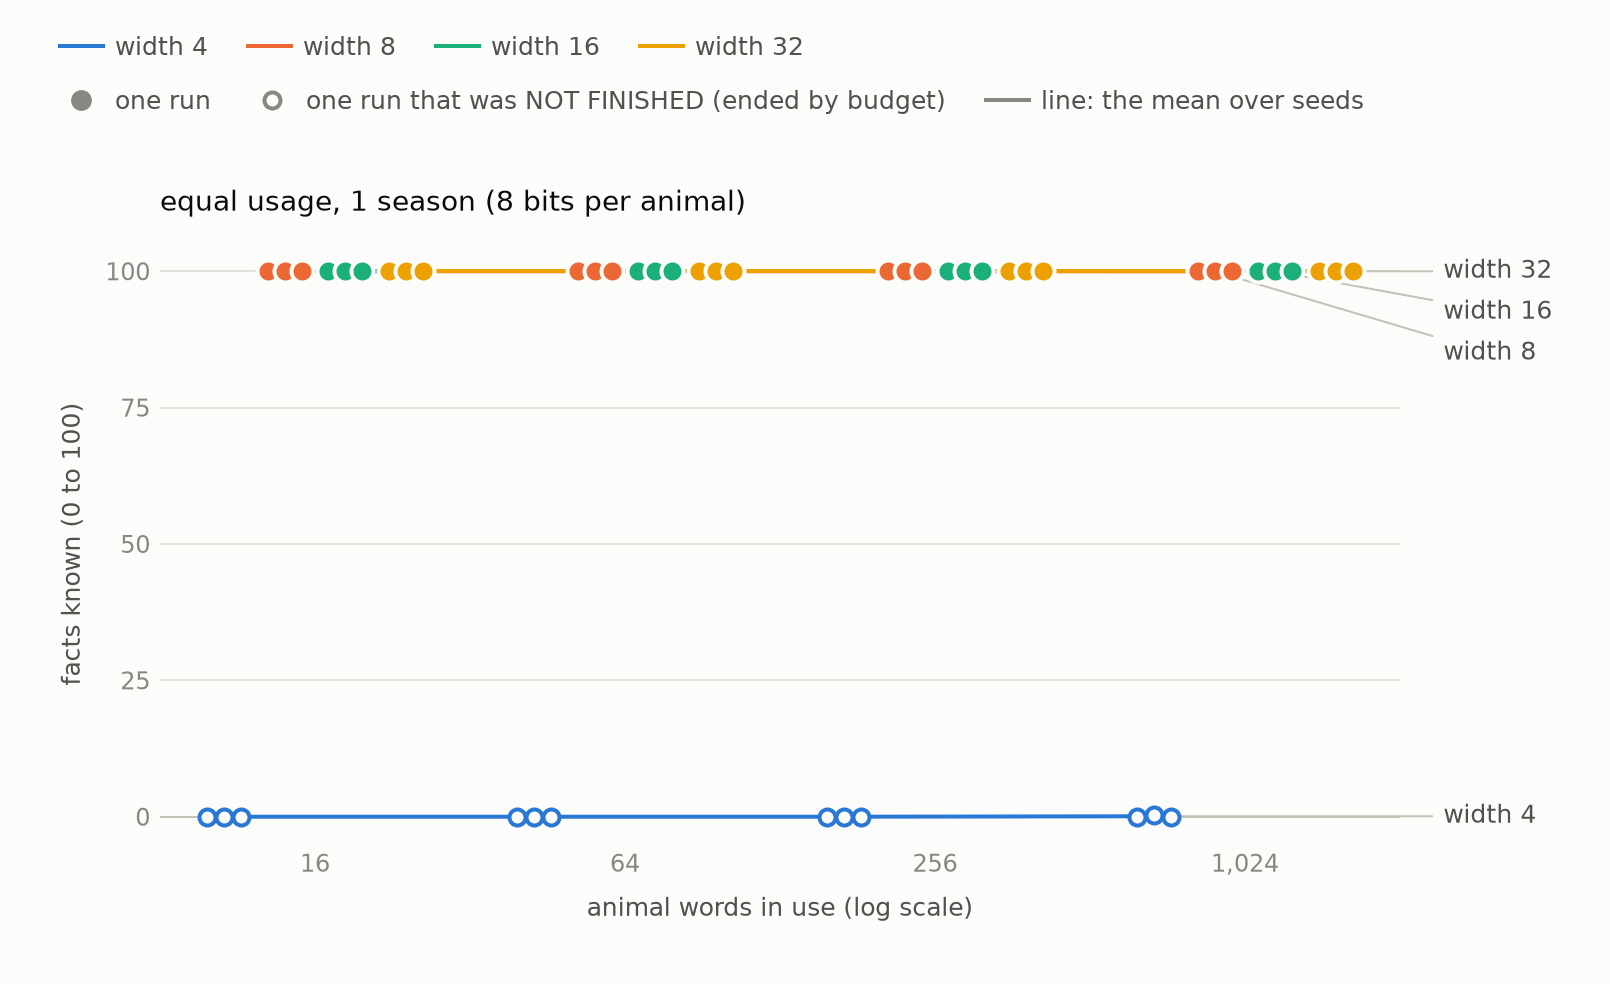 width 4 width 8 width 16 width 32
one run one run that was NOT FINISHED (ended by budget) line: the mean over seeds
equal usage, 1 season (8 bits per animal)
100
75
50
25
0
facts known (0 to 100)
width 32
width 16
width 8
width 4
16 64 256 1,024
animal words in use (log scale)